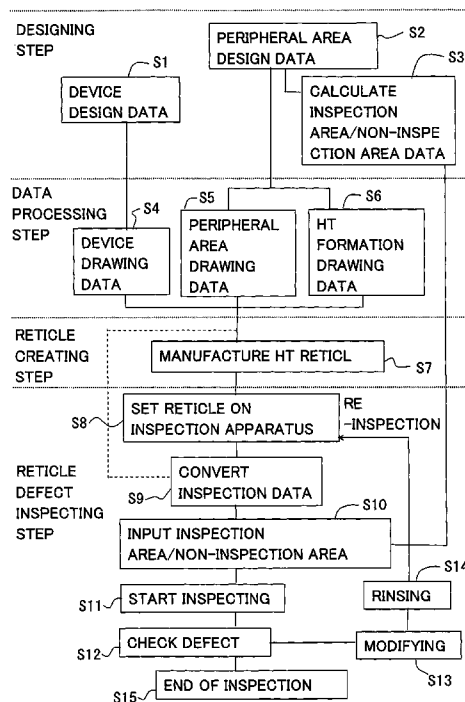 DESIGNING
STEP
PERIPHERAL AREA
DESIGN DATA
S2
S1
DEVICE
DESIGN DATA
S3
CALCULATE
INSPECTION
AREA/NON-INSPE
CTION AREA DATA
DATA
PROCESSING
STEP
S4
DEVICE
DRAWING
DATA
S5
PERIPHERAL
AREA
DRAWING
DATA
S6
HT
FORMATION
DRAWING
DATA
RETICLE
CREATING
STEP
MANUFACTURE HT RETICL
S7
RETICLE
DEFECT
INSPECTING
STEP
S8
SET RETICLE ON
INSPECTION APPARATUS
RE
-INSPECTION
S9
CONVERT
INSPECTION DATA
S10
INPUT INSPECTION
AREA/NON-INSPECTION AREA
S11
START INSPECTING
S14
RINSING
S12
CHECK DEFECT
MODIFYING
S13
S15
END OF INSPECTION